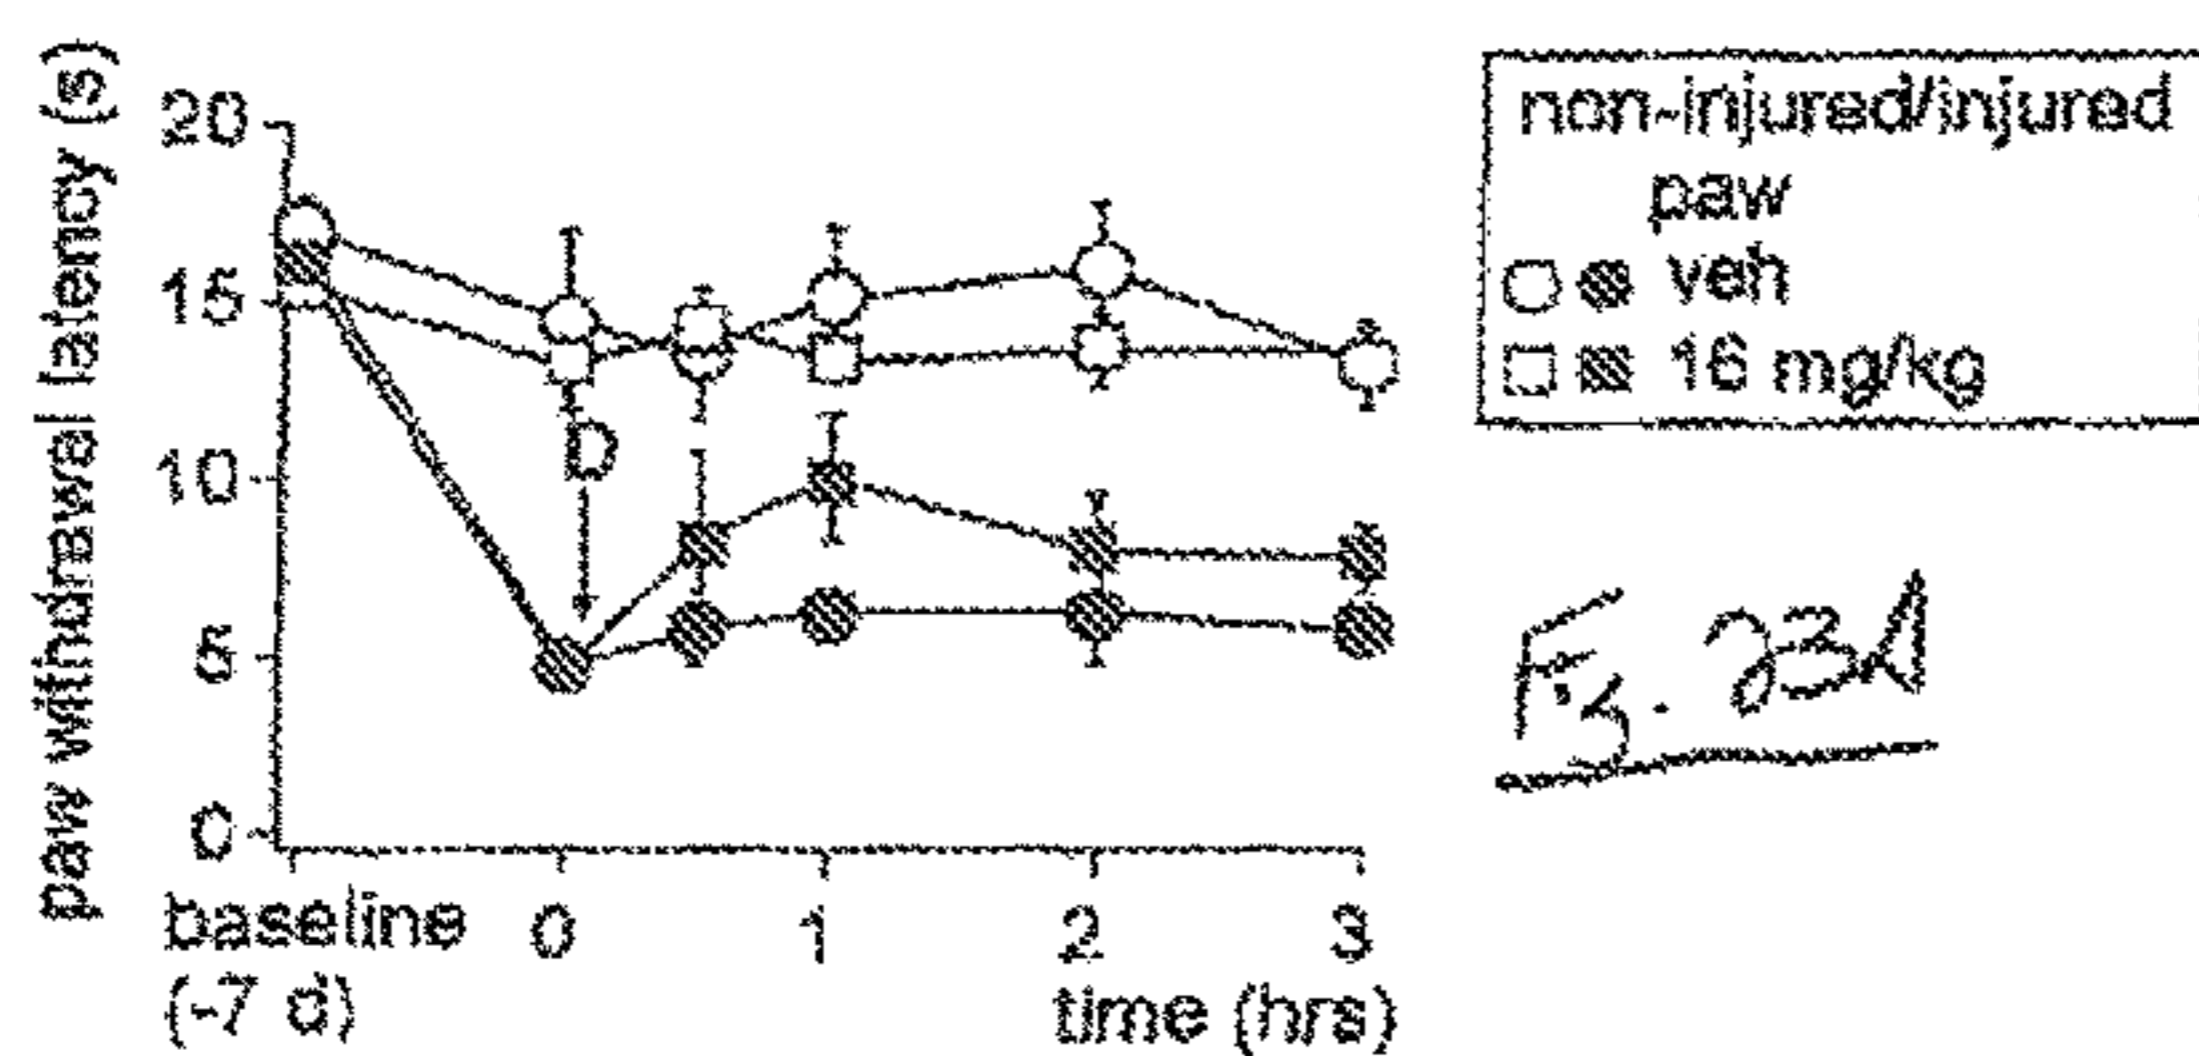 paw withdrawal latency (s)
20
15
10
5
0
D
baseline
(-7 d)
0
1
2
3
time (hrs)
non-injured/injured
paw
veh
16 mg/kg
Fig. 23A